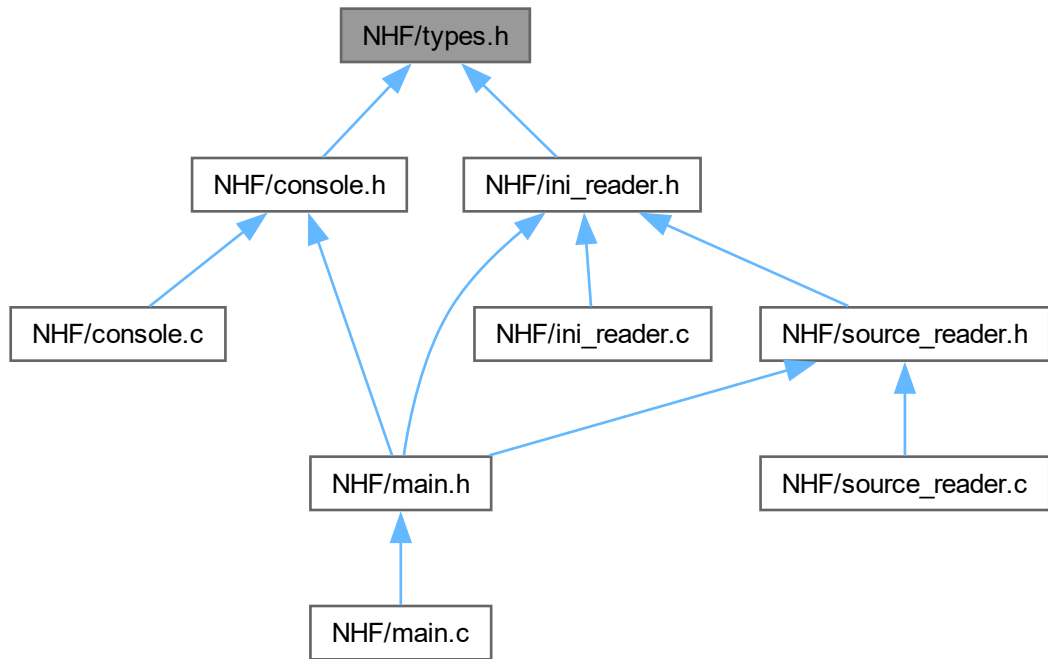 NHF/types.h
NHF/console.h
NHF/ini_reader.h
NHF/console.c
NHF/ini_reader.c
NHF/source_reader.h
NHF/main.h
NHF/source_reader.c
NHF/main.c